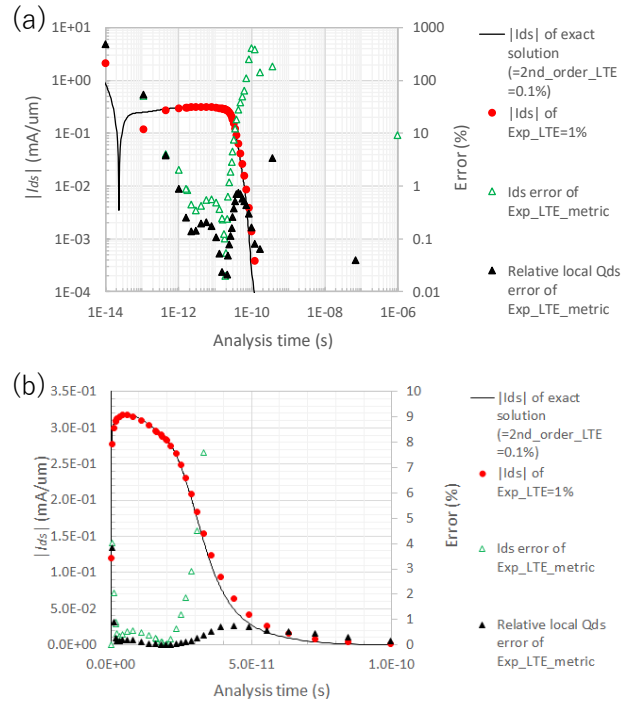 (a)
1E+01
1E+00
1E-01
1E-02
1E-03
1E-04
|Ids| (mA/um)
1E-14
1E-12
1E-10
1E-08
1E-06
Analysis time (s)
1000
100
10
1
0.1
0.01
Error (%)
|Ids| of exact
solution
(=2nd_order_LTE
=0.1%)
|Ids| of
Exp_LTE=1%
Ids error of
Exp_LTE_metric
Relative local Qds
error of
Exp_LTE_metric
(b)
3.5E-01
3.0E-01
2.5E-01
2.0E-01
1.5E-01
1.0E-01
5.0E-02
0.0E+00
|Ids| (mA/um)
0.0E+00
5.0E-11
1.0E-10
Analysis time (s)
10
9
8
7
6
5
4
3
2
1
0
Error (%)
|Ids| of exact
solution
(=2nd_order_LTE
=0.1%)
|Ids| of
Exp_LTE=1%
Ids error of
Exp_LTE_metric
Relative local Qds
error of
Exp_LTE_metric